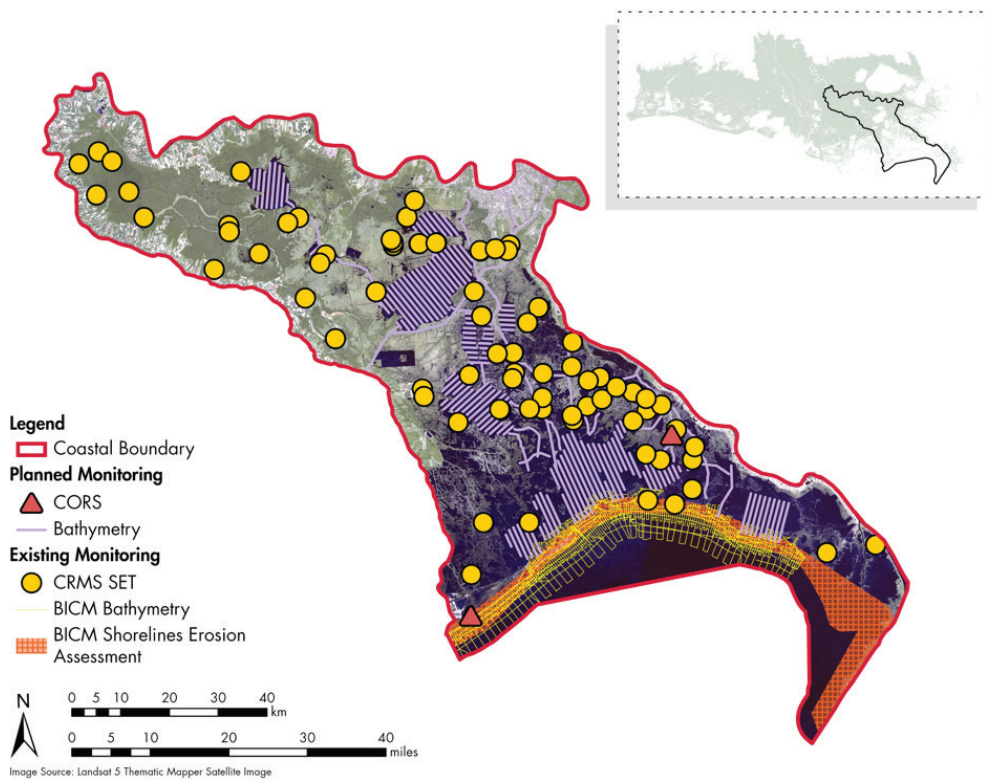 Legend
Coastal Boundary
Planned Monitoring
CORS
Bathymetry
Existing Monitoring
CRMS SET
BICM Bathymetry
BICM Shorelines Erosion
Assessment
N
0 5 10 20 30 40
km
0 5 10 20 30 40
miles
Image Source: Landsat 5 Thematic Mapper Satellite Image